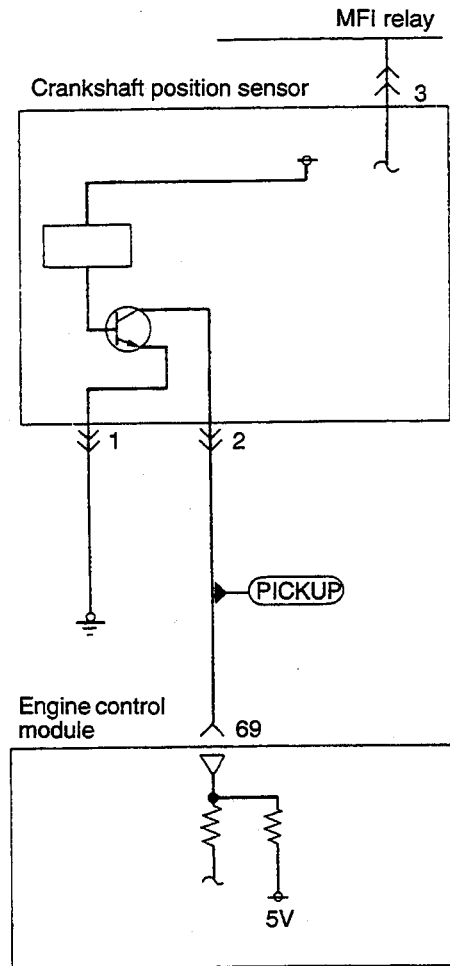 MFI relay
Crankshaft position sensor
3
1
2
PICKUP
Engine control
module
69
5V